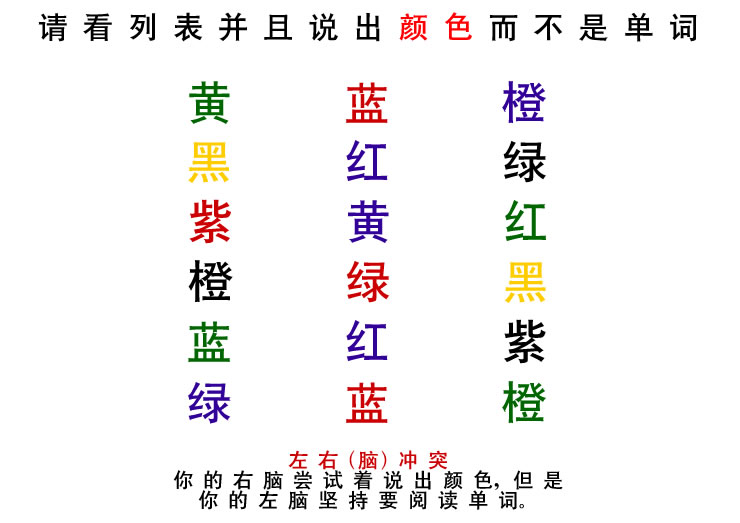 请看列表并且说出颜色而不是单词
黄 蓝 橙
黑 红 绿
紫 黄 红
橙 绿 黑
蓝 红 紫
绿 蓝 橙
左右(脑)冲突
你的右脑尝试着说出颜色,但是
你的左脑坚持要阅读单词。